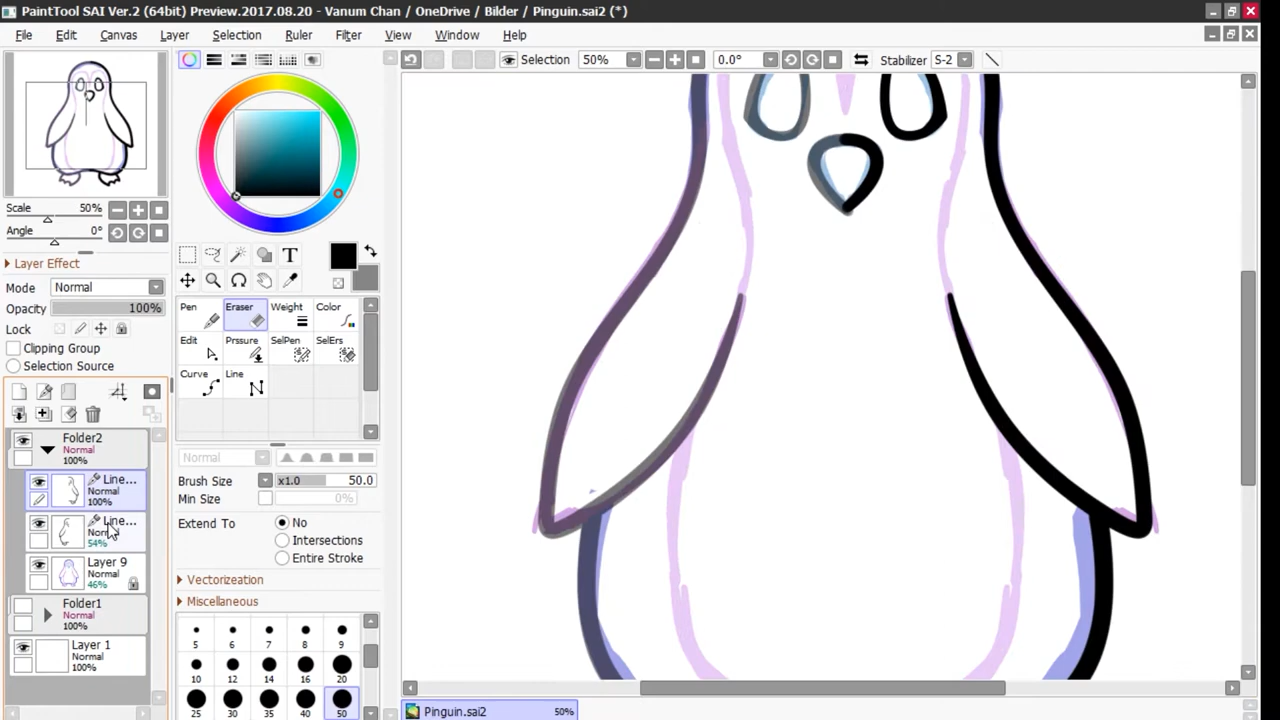 PaintTool SAI Ver.2 (64bit) Preview.2017.08.20 - Vanum Chan / OneDrive / Bilder / Pinguin.sai2 (*)
File Edit Canvas Layer Selection Ruler Filter View Window Help
Selection 50% 0.0° Stabilizer S-2
Scale 50%
Angle 0°
Layer Effect
Mode Normal
Opacity 100%
Lock
Clipping Group
Selection Source
Folder2
Normal
100%
Line...
Normal
100%
Line...
Normal
54%
Layer 9
Normal
46%
Folder1
Normal
100%
Layer 1
Normal
100%
Pen Eraser Weight Color
Edit Prssure SelPen SelErs
Curve Line
Normal
Brush Size x1.0 50.0
Min Size 0%
Extend To No
Intersections
Entire Stroke
Vectorizeation
Miscellaneous
5 6 7 8 9
10 12 14 16 20
25 30 35 40 50
Pinguin.sai2 50%